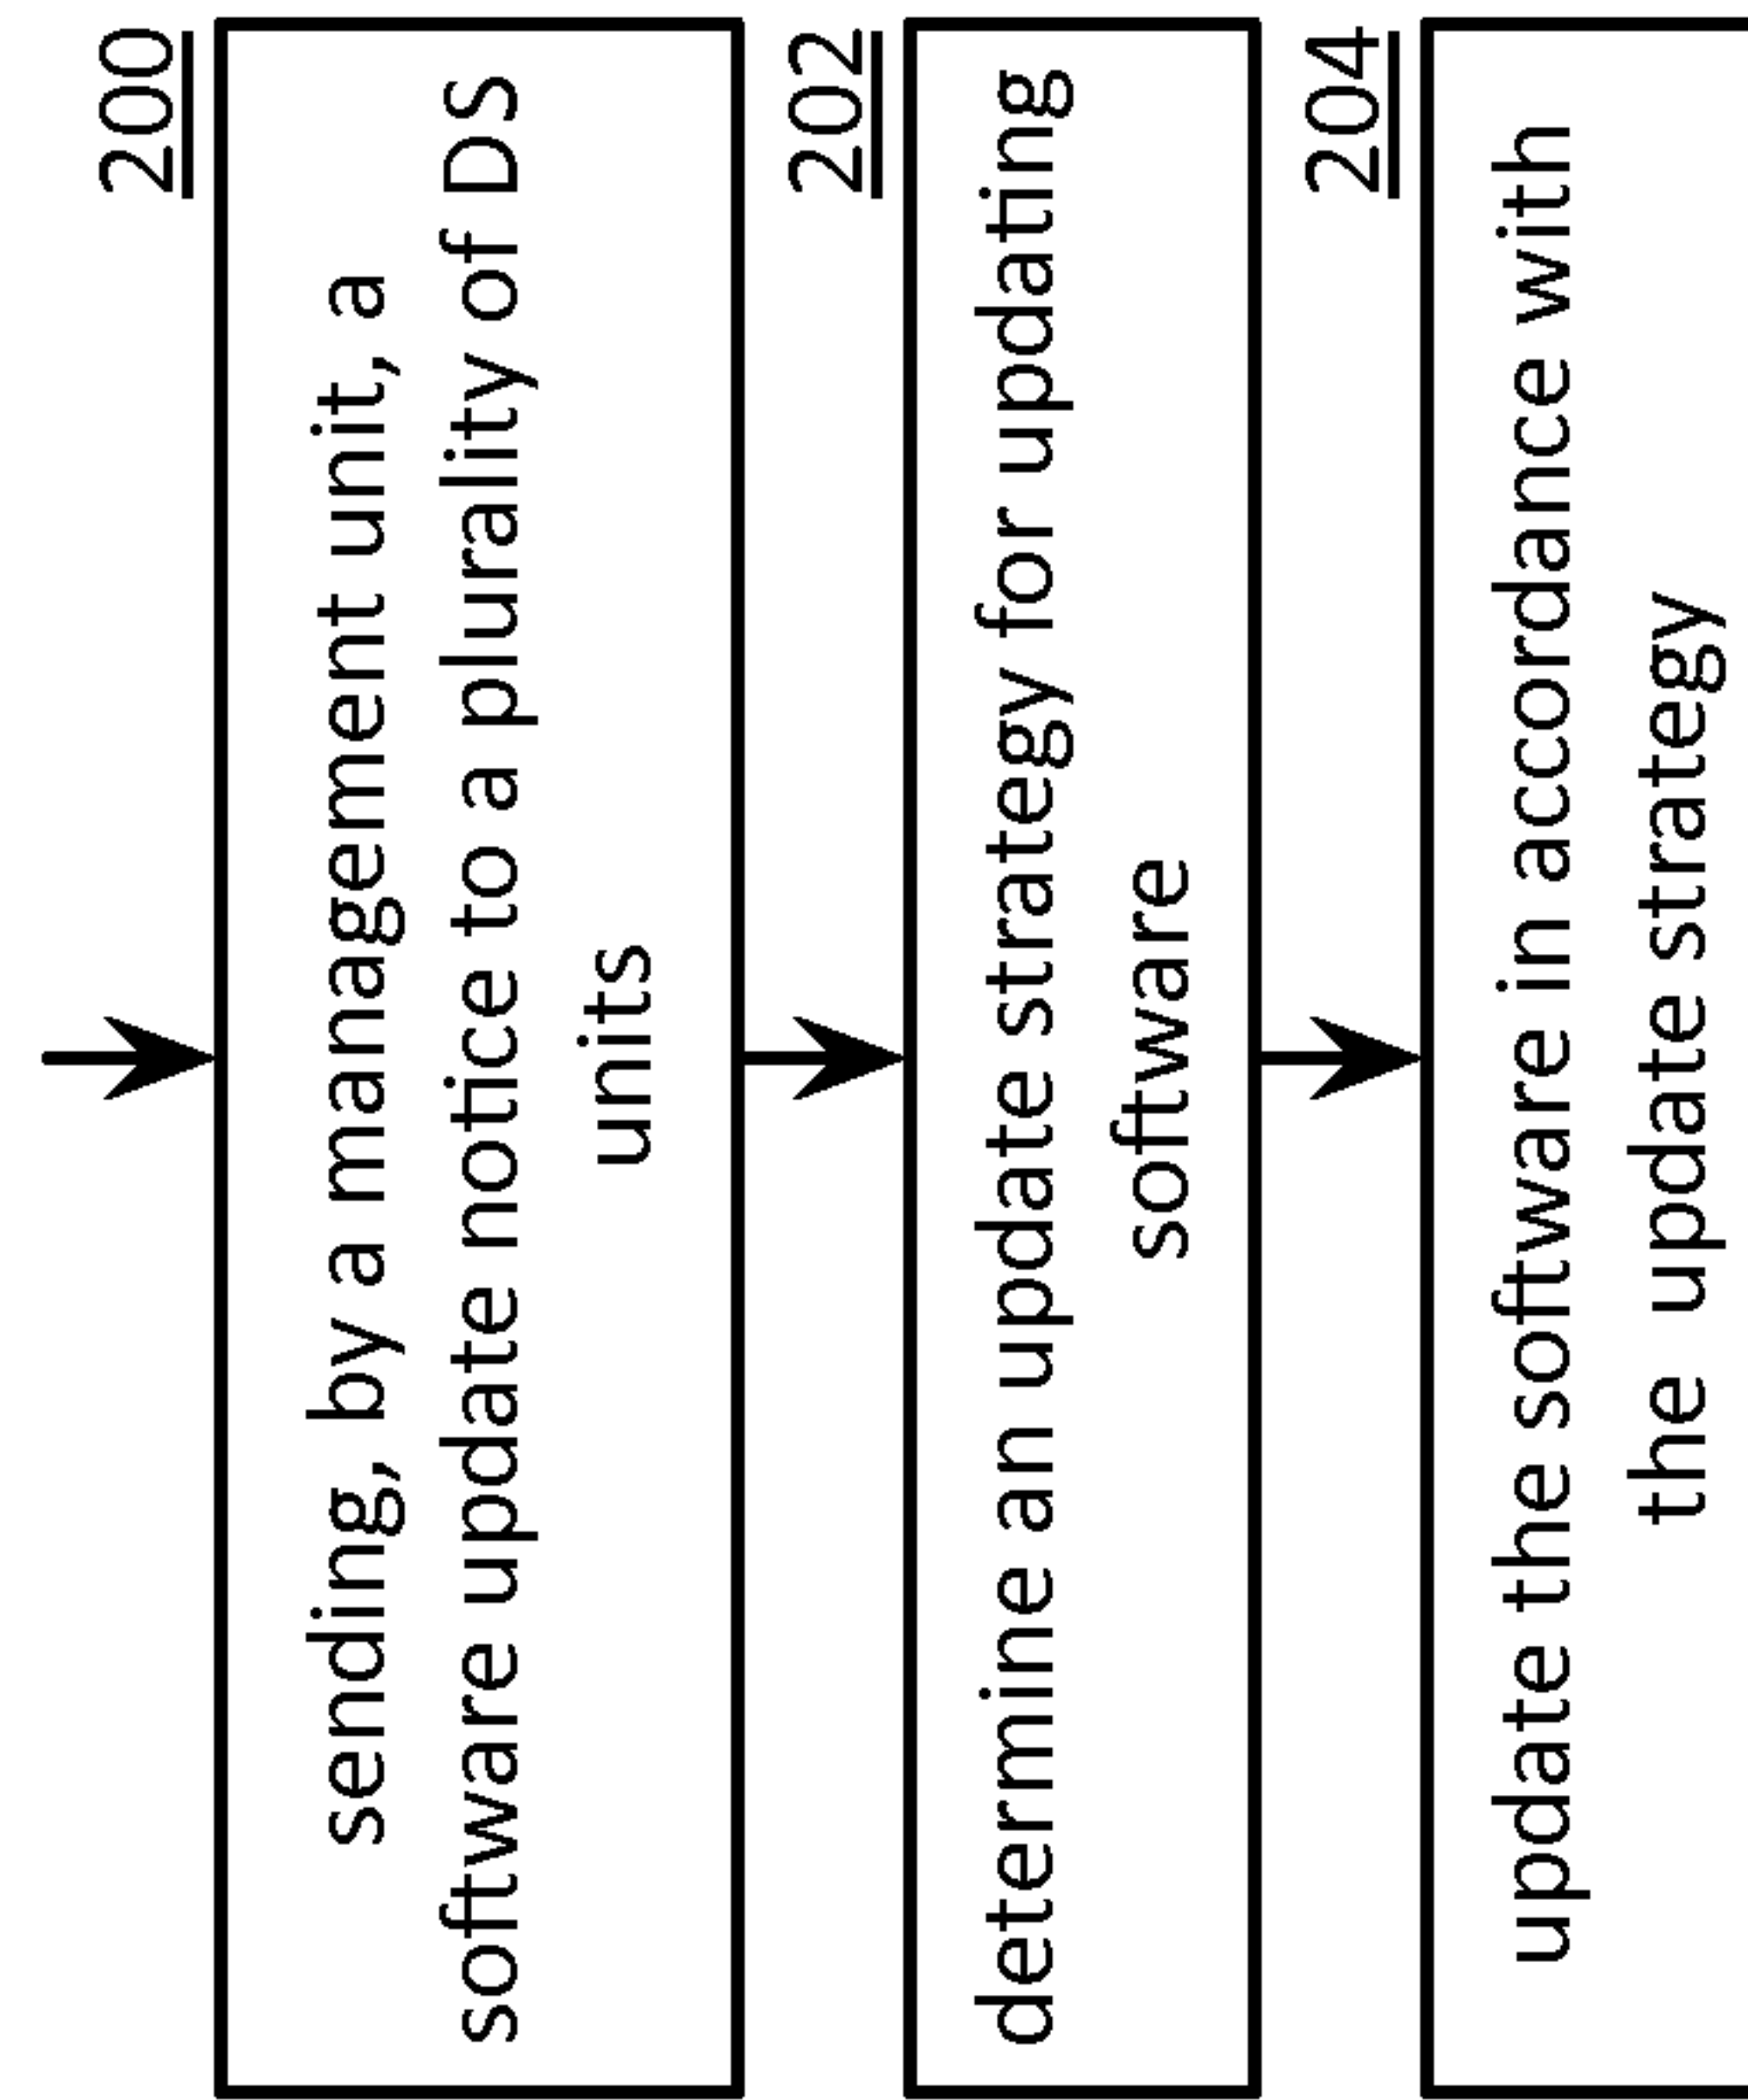 200
sending, by a management unit, a
software update notice to a plurality of DS
units
202
determine an update strategy for updating
software
204
update the software in accordance with
the update strategy